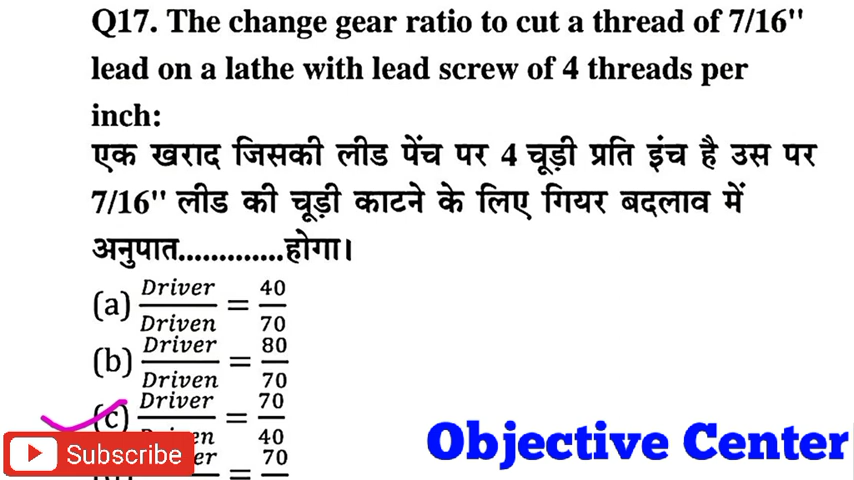 Q17. The change gear ratio to cut a thread of 7/16"
lead on a lathe with lead screw of 4 threads per
inch:
एक खराद जिसकी लीड पेंच पर 4 चूड़ी प्रति इंच है उस पर
7/16" लीड की चूड़ी काटने के लिए गियर बदलाव में
अनुपात.............होगा।
(a) Driver/Driven = 40/70
(b) Driver/Driven = 80/70
(c) Driver/ = 70/40
= 70
Subscribe
Objective Center